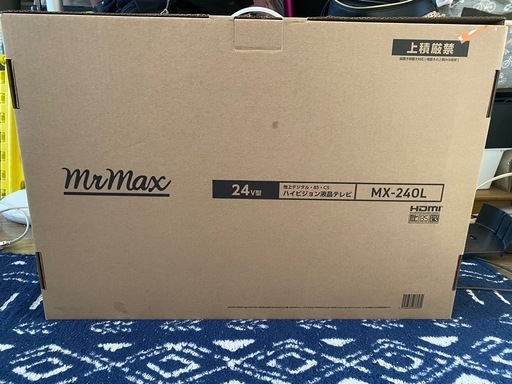 上積厳禁
MrMax
24V型
地上デジタル・BS・CS
ハイビジョン液晶テレビ
MX-240L
HDMI
BS